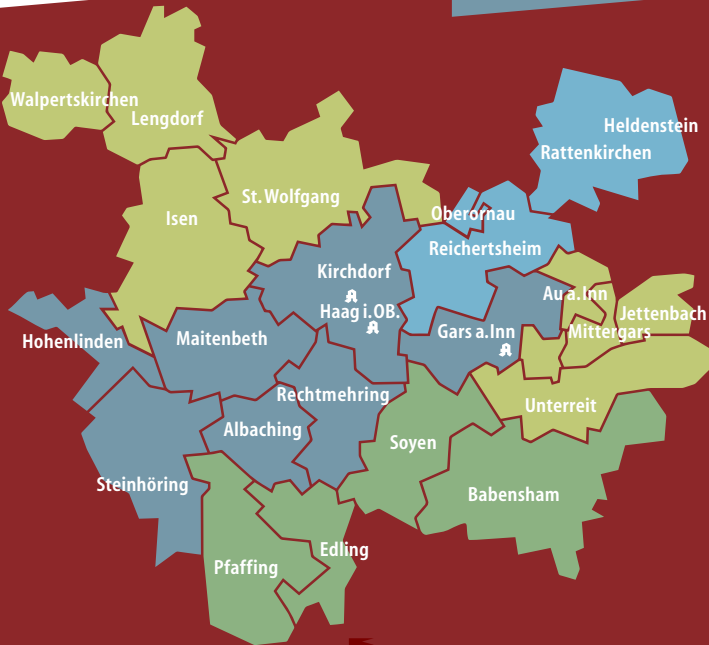 Walpertskirchen
Lengdorf
Heldenstein
Rattenkirchen
St. Wolfgang
Isen
Oberornau
Reichertsheim
Kirchdorf
Au a. Inn
Haag i. OB.
Jettenbach
Hohenlinden
Maitenbeth
Gars a. Inn
Mittergars
Rechtmehring
Unterreit
Albaching
Soyen
Steinhöring
Babensham
Edling
Pfaffing